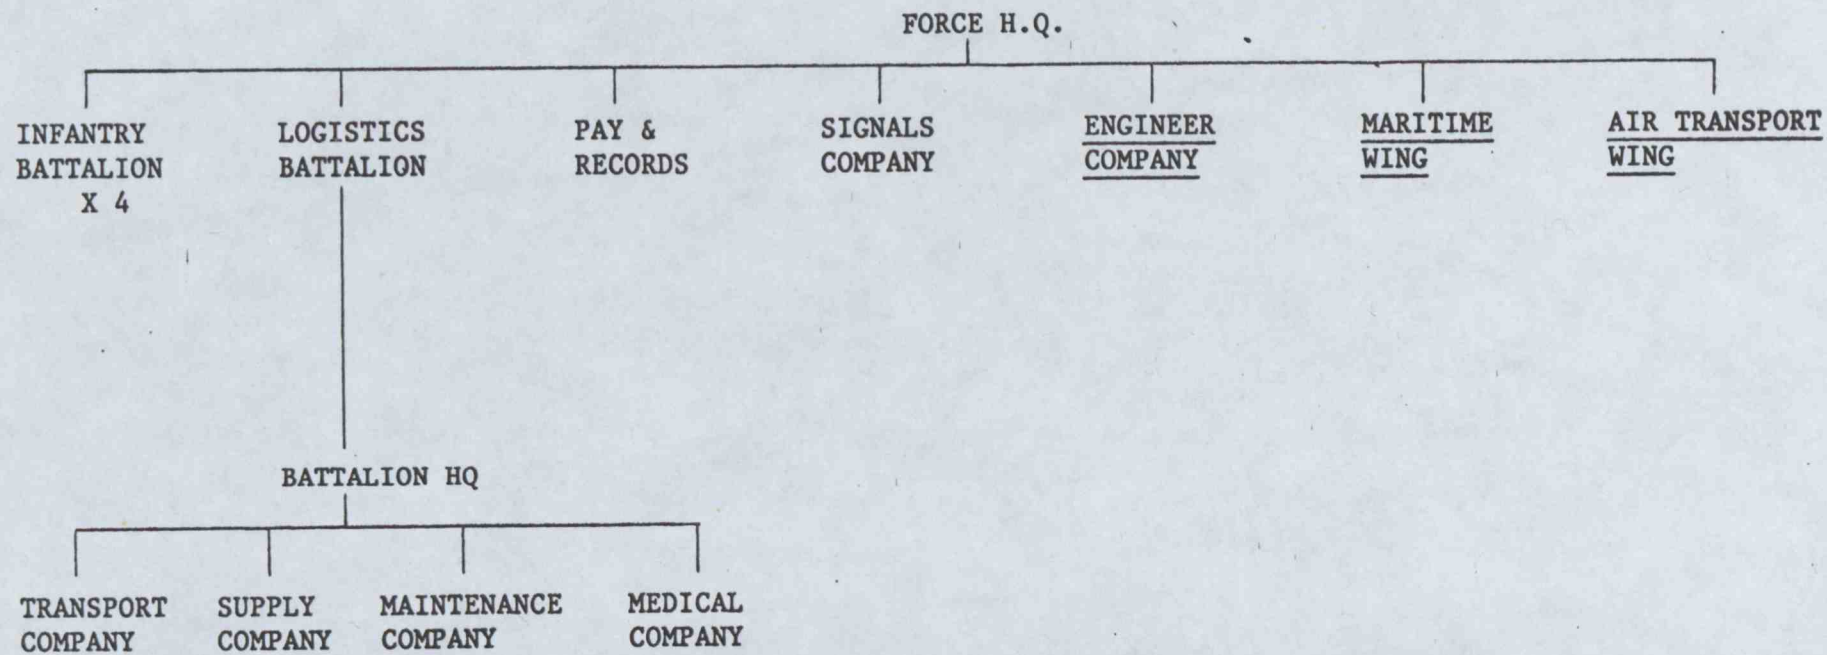 FORCE H.Q.
INFANTRY
BATTALION
X 4
LOGISTICS
BATTALION
PAY &
RECORDS
SIGNALS
COMPANY
ENGINEER
COMPANY
MARITIME
WING
AIR TRANSPORT
WING
BATTALION HQ
TRANSPORT
COMPANY
SUPPLY
COMPANY
MAINTENANCE
COMPANY
MEDICAL
COMPANY